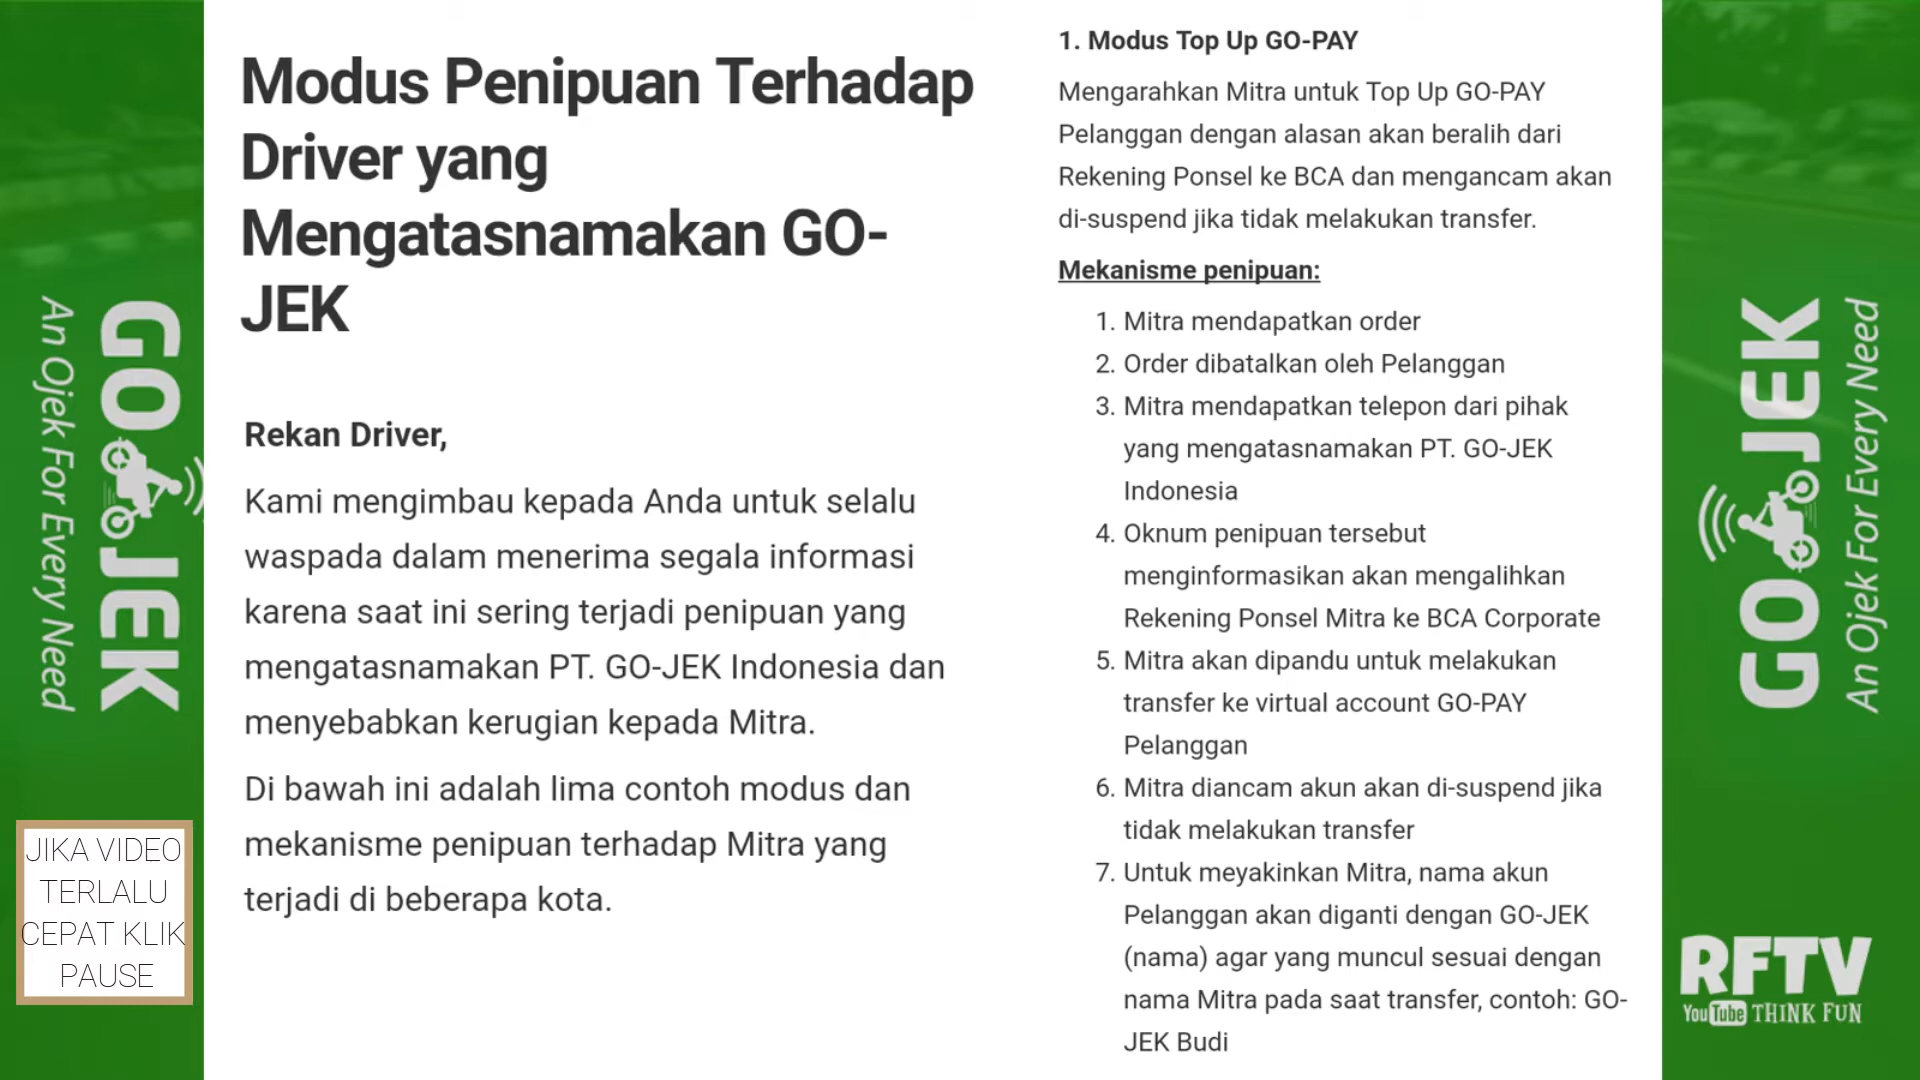 Modus Penipuan Terhadap
Driver yang
Mengatasnamakan GO-
JEK
Rekan Driver,
Kami mengimbau kepada Anda untuk selalu
waspada dalam menerima segala informasi
karena saat ini sering terjadi penipuan yang
mengatasnamakan PT. GO-JEK Indonesia dan
menyebabkan kerugian kepada Mitra.
Di bawah ini adalah lima contoh modus dan
mekanisme penipuan terhadap Mitra yang
terjadi di beberapa kota.
1. Modus Top Up GO-PAY
Mengarahkan Mitra untuk Top Up GO-PAY
Pelanggan dengan alasan akan beralih dari
Rekening Ponsel ke BCA dan mengancam akan
di-suspend jika tidak melakukan transfer.
Mekanisme penipuan:
1. Mitra mendapatkan order
2. Order dibatalkan oleh Pelanggan
3. Mitra mendapatkan telepon dari pihak
yang mengatasnamakan PT. GO-JEK
Indonesia
4. Oknum penipuan tersebut
menginformasikan akan mengalihkan
Rekening Ponsel Mitra ke BCA Corporate
5. Mitra akan dipandu untuk melakukan
transfer ke virtual account GO-PAY
Pelanggan
6. Mitra diancam akun akan di-suspend jika
tidak melakukan transfer
7. Untuk meyakinkan Mitra, nama akun
Pelanggan akan diganti dengan GO-JEK
(nama) agar yang muncul sesuai dengan
nama Mitra pada saat transfer, contoh: GO-
JEK Budi
GO JEK
An Ojek For Every Need
JIKA VIDEO
TERLALU
CEPAT KLIK
PAUSE
GO JEK
An Ojek For Every Need
RFTV
YouTube THINK FUN